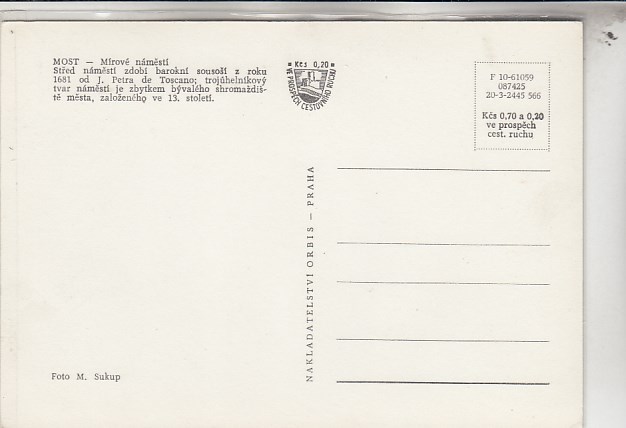 MOST — Mírové náměstí
Střed náměstí zdobí barokní sousoší z roku
1681 od J. Petra de Toscano; trojúhelníkový
tvar náměstí je zbytkem bývalého shromaždiš-
tě města, založeného ve 13. století.
Kčs 0,20
VE PROSPĚCH CESTOVNÍHO RUCHU
F 10-61059
087425
20-3-2445 566
Kčs 0,70 a 0,20
ve prospěch
cest. ruchu
NAKLADATELSTVÍ ORBIS — PRAHA
Foto M. Sukup